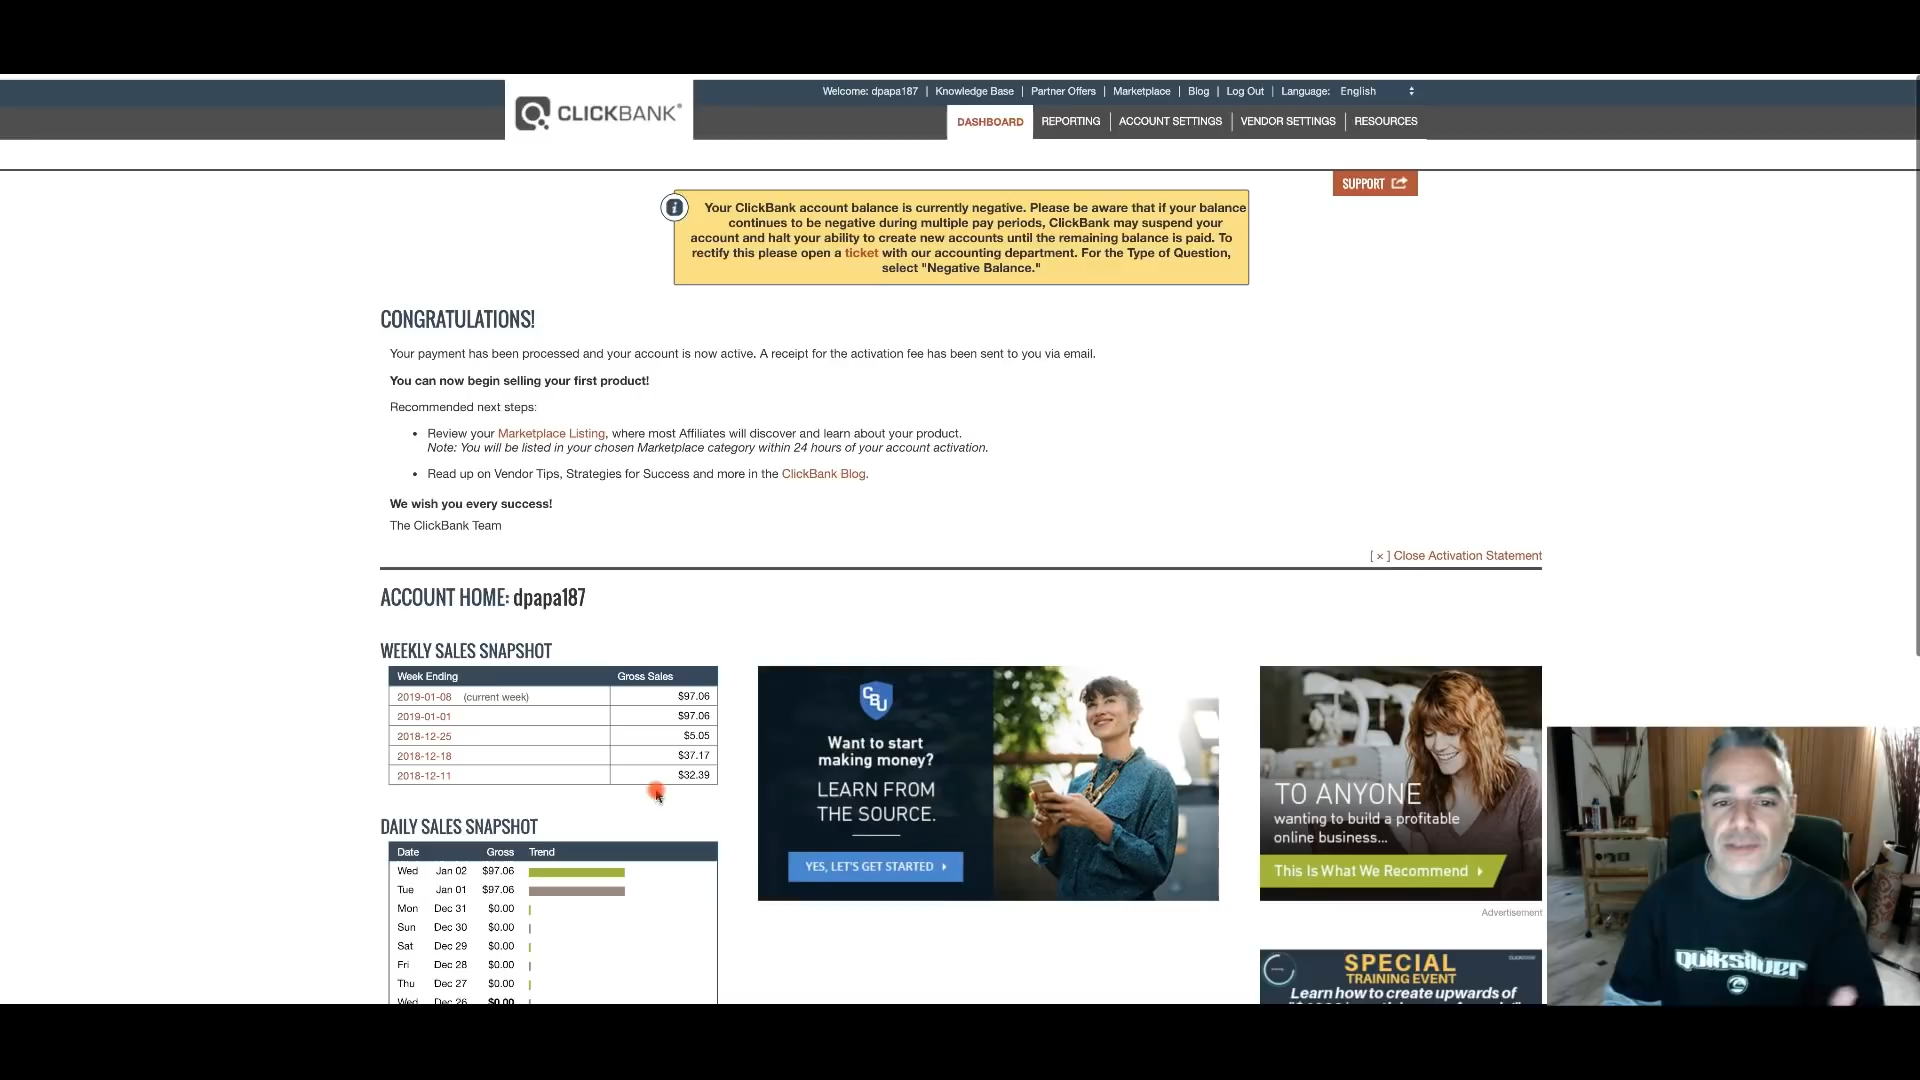 CLICKBANK
Welcome: dpapa187 | Knowledge Base | Partner Offers | Marketplace | Blog | Log Out | Language: English
DASHBOARD REPORTING ACCOUNT SETTINGS VENDOR SETTINGS RESOURCES
SUPPORT
Your ClickBank account balance is currently negative. Please be aware that if your balance
continues to be negative during multiple pay periods, ClickBank may suspend your
account and halt your ability to create new accounts until the remaining balance is paid. To
rectify this please open a ticket with our accounting department. For the Type of Question,
select "Negative Balance."
CONGRATULATIONS!
Your payment has been processed and your account is now active. A receipt for the activation fee has been sent to you via email.
You can now begin selling your first product!
Recommended next steps:
• Review your Marketplace Listing, where most Affiliates will discover and learn about your product.
Note: You will be listed in your chosen Marketplace category within 24 hours of your account activation.
• Read up on Vendor Tips, Strategies for Success and more in the ClickBank Blog.
We wish you every success!
The ClickBank Team
[ × ] Close Activation Statement
ACCOUNT HOME: dpapa187
WEEKLY SALES SNAPSHOT
Week Ending Gross Sales
2019-01-08 (current week) $97.06
2019-01-01 $97.06
2018-12-25 $5.05
2018-12-18 $37.17
2018-12-11 $32.39
DAILY SALES SNAPSHOT
Date Gross Trend
Wed Jan 02 $97.06
Tue Jan 01 $97.06
Mon Dec 31 $0.00
Sun Dec 30 $0.00
Sat Dec 29 $0.00
Fri Dec 28 $0.00
Thu Dec 27 $0.00
Wed Dec 26 $0.00
CBU
Want to start
making money?
LEARN FROM
THE SOURCE.
YES, LET'S GET STARTED
TO ANYONE
wanting to build a profitable
online business...
This Is What We Recommend
Advertisement
SPECIAL
TRAINING EVENT
Learn how to create upwards of
quiksilver